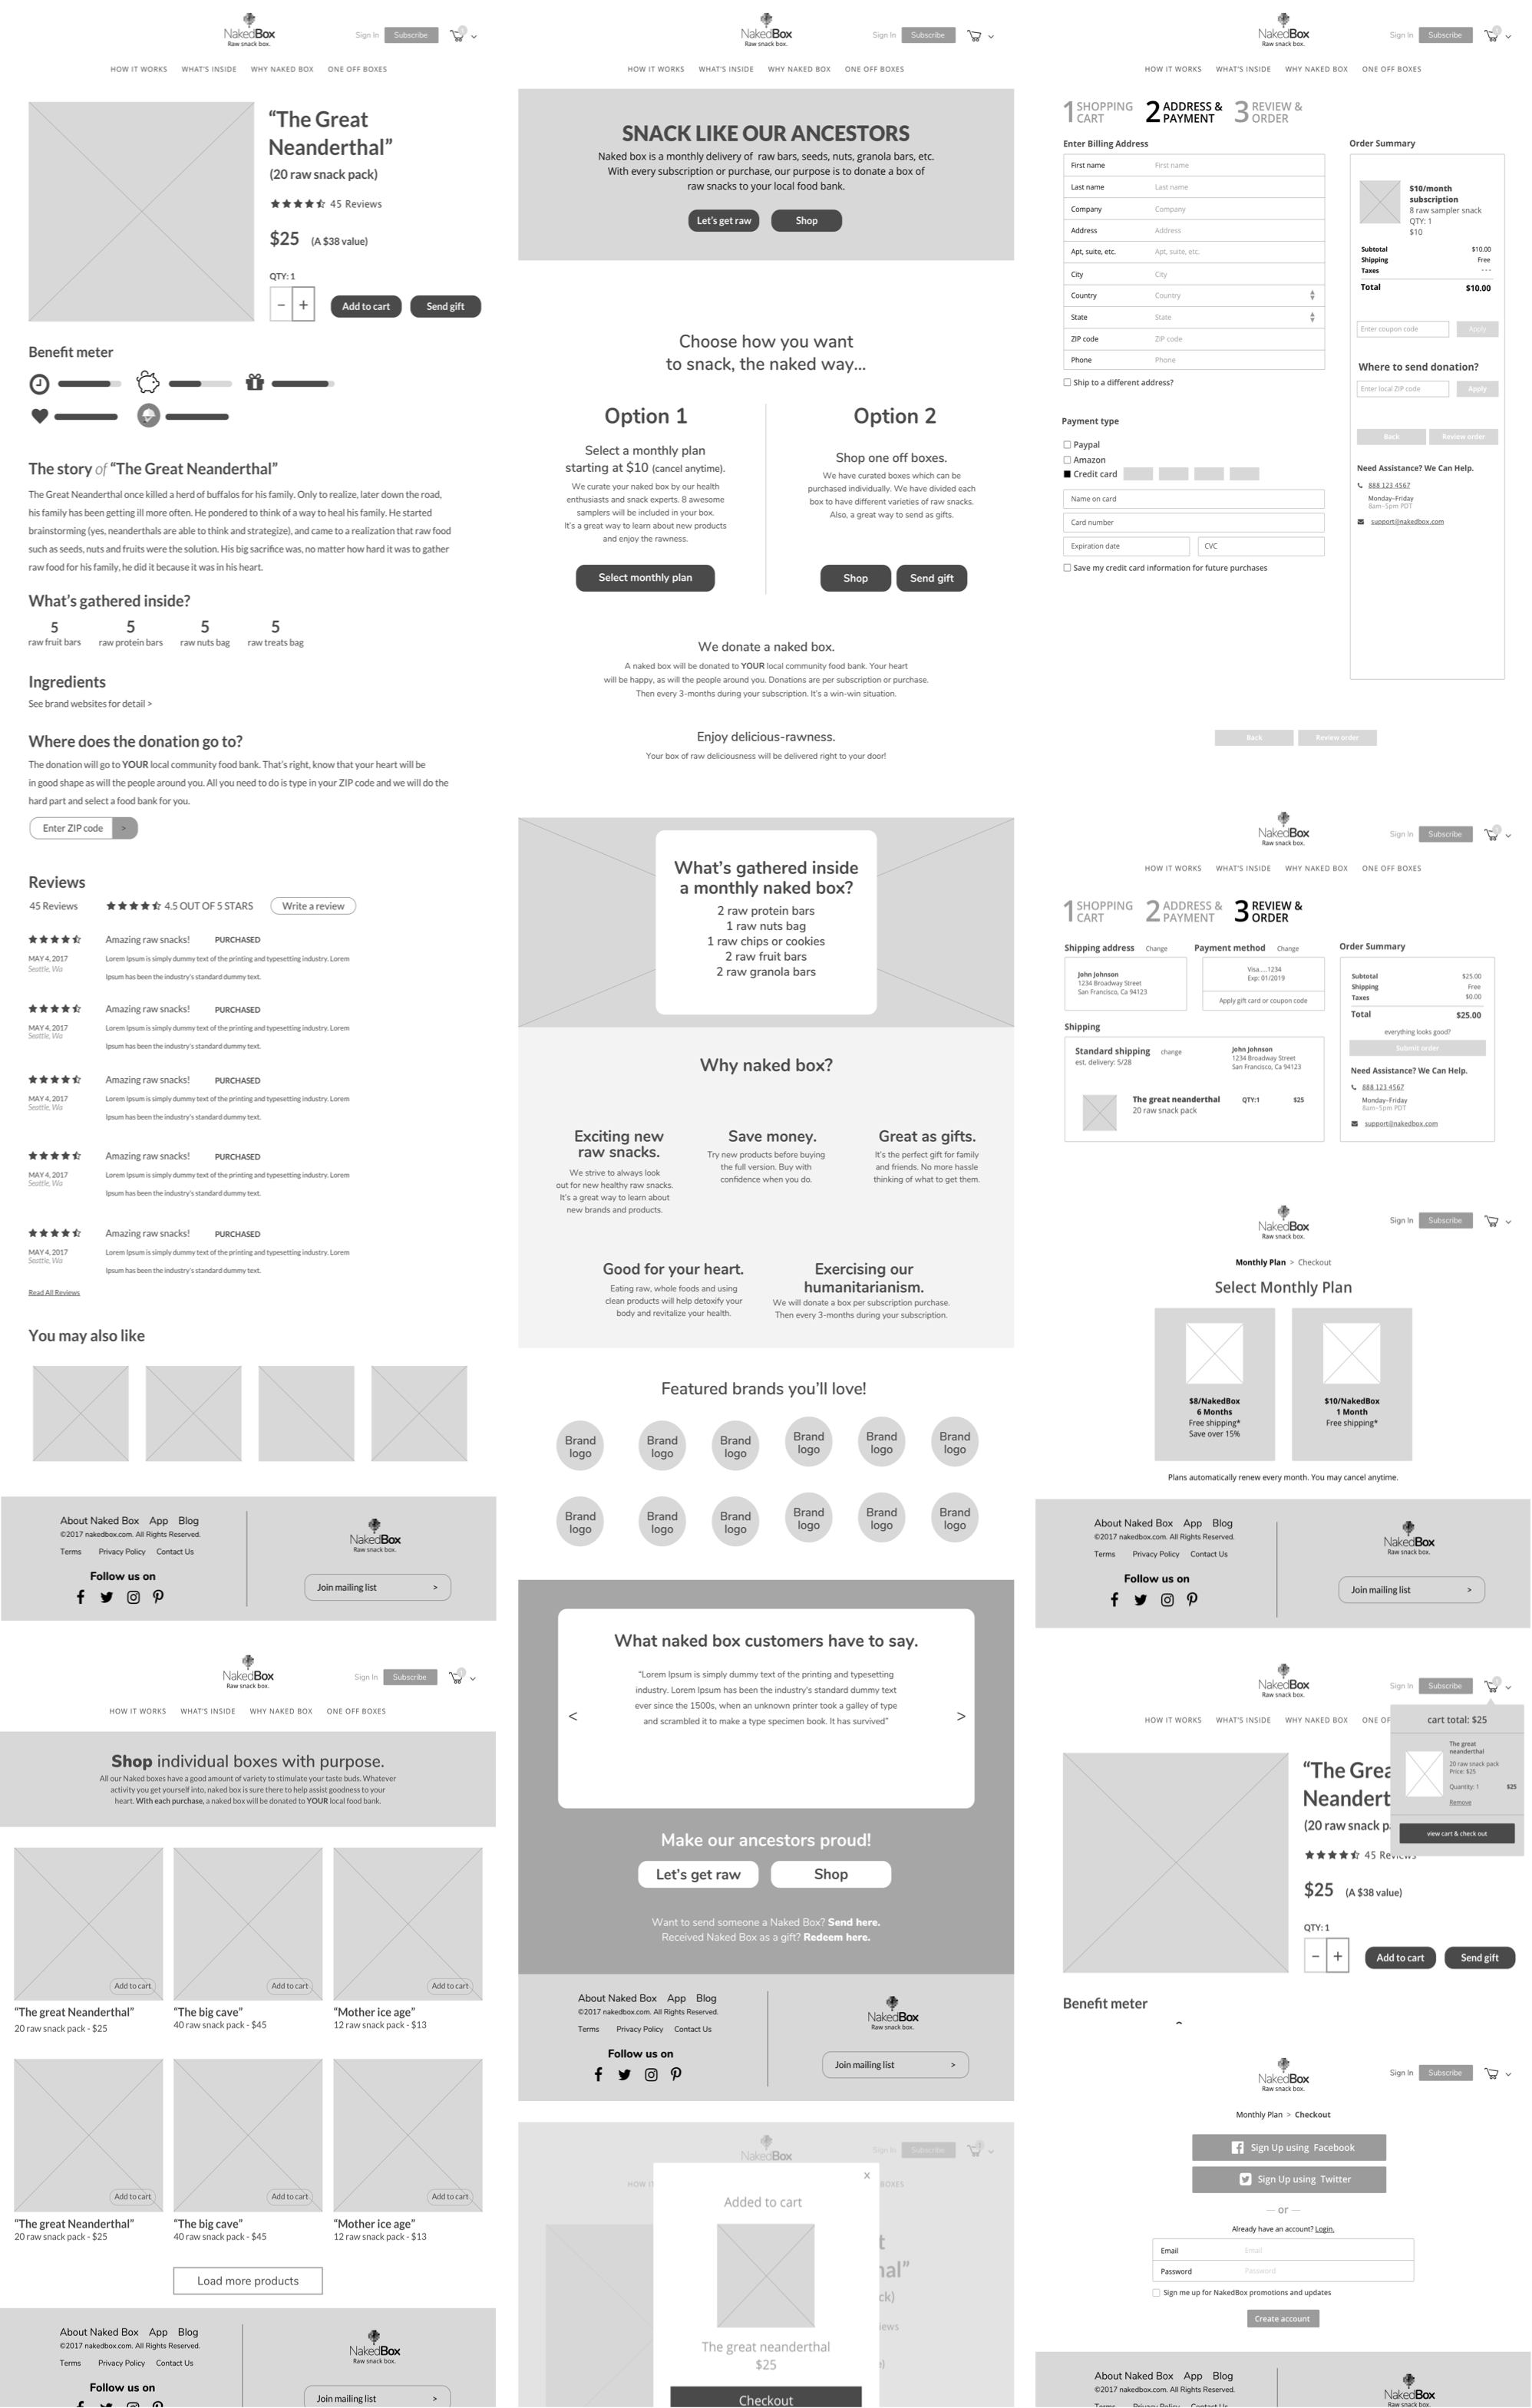 NakedBox
Raw snack box.
Sign In
Subscribe
HOW IT WORKS WHAT'S INSIDE WHY NAKED BOX ONE OFF BOXES
“The Great
Neanderthal”
(20 raw snack pack)
45 Reviews
$25 (A $38 value)
QTY: 1
− +
Add to cart
Send gift
Benefit meter
The story of “The Great Neanderthal”
The Great Neanderthal once killed a herd of buffalos for his family. Only to realize, later down the road,
his family has been getting ill more often. He pondered to think of a way to heal his family. He started
brainstorming (yes, neanderthals are able to think and strategize), and came to a realization that raw food
such as seeds, nuts and fruits were the solution. His big sacrifice was, no matter how hard it was to gather
raw food for his family, he did it because it was in his heart.
What's gathered inside?
5 5 5 5
raw fruit bars raw protein bars raw nuts bag raw treats bag
Ingredients
See brand websites for detail >
Where does the donation go to?
The donation will go to YOUR local community food bank. That's right, know that your heart will be
in good shape as will the people around you. All you need to do is type in your ZIP code and we will do the
hard part and select a food bank for you.
Enter ZIP code >
Reviews
45 Reviews 4.5 OUT OF 5 STARS Write a review
Amazing raw snacks! PURCHASED
MAY 4, 2017 Lorem Ipsum is simply dummy text of the printing and typesetting industry. Lorem
Seattle, Wa
Ipsum has been the industry's standard dummy text.
Amazing raw snacks! PURCHASED
MAY 4, 2017 Lorem Ipsum is simply dummy text of the printing and typesetting industry. Lorem
Seattle, Wa
Ipsum has been the industry's standard dummy text.
Amazing raw snacks! PURCHASED
MAY 4, 2017 Lorem Ipsum is simply dummy text of the printing and typesetting industry. Lorem
Seattle, Wa
Ipsum has been the industry's standard dummy text.
Amazing raw snacks! PURCHASED
MAY 4, 2017 Lorem Ipsum is simply dummy text of the printing and typesetting industry. Lorem
Seattle, Wa
Ipsum has been the industry's standard dummy text.
Amazing raw snacks! PURCHASED
MAY 4, 2017 Lorem Ipsum is simply dummy text of the printing and typesetting industry. Lorem
Seattle, Wa
Ipsum has been the industry's standard dummy text.
Read All Reviews
You may also like
About Naked Box App Blog
©2017 nakedbox.com. All Rights Reserved.
Terms Privacy Policy Contact Us
Follow us on
NakedBox
Raw snack box.
Join mailing list >
NakedBox
Raw snack box.
Sign In
Subscribe
HOW IT WORKS WHAT'S INSIDE WHY NAKED BOX ONE OFF BOXES
Shop individual boxes with purpose.
All our Naked boxes have a good amount of variety to stimulate your taste buds. Whatever
activity you get yourself into, naked box is sure there to help assist goodness to your
heart. With each purchase, a naked box will be donated to YOUR local food bank.
Add to cart Add to cart Add to cart
“The great Neanderthal” “The big cave” “Mother ice age”
20 raw snack pack - $25 40 raw snack pack - $45 12 raw snack pack - $13
Add to cart Add to cart Add to cart
“The great Neanderthal” “The big cave” “Mother ice age”
20 raw snack pack - $25 40 raw snack pack - $45 12 raw snack pack - $13
Load more products
About Naked Box App Blog
©2017 nakedbox.com. All Rights Reserved.
Terms Privacy Policy Contact Us
Follow us on
NakedBox
Raw snack box.
Join mailing list >
NakedBox
Raw snack box.
Sign In
Subscribe
HOW IT WORKS WHAT'S INSIDE WHY NAKED BOX ONE OFF BOXES
SNACK LIKE OUR ANCESTORS
Naked box is a monthly delivery of raw bars, seeds, nuts, granola bars, etc.
With every subscription or purchase, our purpose is to donate a box of
raw snacks to your local food bank.
Let's get raw
Shop
Choose how you want
to snack, the naked way...
Option 1
Select a monthly plan
starting at $10 (cancel anytime).
We curate your naked box by our health
enthusiasts and snack experts. 8 awesome
samplers will be included in your box.
It's a great way to learn about new products
and enjoy the rawness.
Select monthly plan
Option 2
Shop one off boxes.
We have curated boxes which can be
purchased individually. We have divided each
box to have different varieties of raw snacks.
Also, a great way to send as gifts.
Shop
Send gift
We donate a naked box.
A naked box will be donated to YOUR local community food bank. Your heart
will be happy, as will the people around you. Donations are per subscription or purchase.
Then every 3-months during your subscription. It's a win-win situation.
Enjoy delicious-rawness.
Your box of raw deliciousness will be delivered right to your door!
What's gathered inside
a monthly naked box?
2 raw protein bars
1 raw nuts bag
1 raw chips or cookies
2 raw fruit bars
2 raw granola bars
Why naked box?
Exciting new
raw snacks.
We strive to always look
out for new healthy raw snacks.
It's a great way to learn about
new brands and products.
Save money.
Try new products before buying
the full version. Buy with
confidence when you do.
Great as gifts.
It's the perfect gift for family
and friends. No more hassle
thinking of what to get them.
Good for your heart.
Eating raw, whole foods and using
clean products will help detoxify your
body and revitalize your health.
Exercising our
humanitarianism.
We will donate a box per subscription purchase.
Then every 3-months during your subscription.
Featured brands you'll love!
Brand Brand Brand Brand Brand Brand
logo logo logo logo logo logo
Brand Brand Brand Brand Brand Brand
logo logo logo logo logo logo
What naked box customers have to say.
“Lorem Ipsum is simply dummy text of the printing and typesetting
industry. Lorem Ipsum has been the industry's standard dummy text
ever since the 1500s, when an unknown printer took a galley of type
and scrambled it to make a type specimen book. It has survived”
< >
Make our ancestors proud!
Let's get raw
Shop
Want to send someone a Naked Box? Send here.
Received Naked Box as a gift? Redeem here.
About Naked Box App Blog
©2017 nakedbox.com. All Rights Reserved.
Terms Privacy Policy Contact Us
Follow us on
NakedBox
Raw snack box.
Join mailing list >
NakedBox
Sign In
Subscribe
HOW IT
BOXES
X
Added to cart
The great neanderthal
$25
Checkout
t
nal”
ck)
iews
e)
NakedBox
Raw snack box.
Sign In
Subscribe
HOW IT WORKS WHAT'S INSIDE WHY NAKED BOX ONE OFF BOXES
1 SHOPPING CART
2 ADDRESS & PAYMENT
3 REVIEW & ORDER
Enter Billing Address
First name First name
Last name Last name
Company Company
Address Address
Apt, suite, etc. Apt, suite, etc.
City City
Country Country
State State
ZIP code ZIP code
Phone Phone
Ship to a different address?
Payment type
Paypal
Amazon
Credit card
Name on card
Card number
Expiration date
CVC
Save my credit card information for future purchases
Order Summary
$10/month
subscription
8 raw sampler snack
QTY: 1
$10
Subtotal $10.00
Shipping Free
Taxes ---
Total $10.00
Enter coupon code Apply
Where to send donation?
Enter local ZIP code Apply
Back Review order
Need Assistance? We Can Help.
888 123 4567
Monday–Friday
8am–5pm PDT
support@nakedbox.com
Back Review order
NakedBox
Raw snack box.
Sign In
Subscribe
HOW IT WORKS WHAT'S INSIDE WHY NAKED BOX ONE OFF BOXES
1 SHOPPING CART
2 ADDRESS & PAYMENT
3 REVIEW & ORDER
Shipping address Change
John Johnson
1234 Broadway Street
San Francisco, Ca 94123
Payment method Change
Visa....1234
Exp: 01/2019
Apply gift card or coupon code
Shipping
Standard shipping change
est. delivery: 5/28
John Johnson
1234 Broadway Street
San Francisco, Ca 94123
The great neanderthal QTY:1 $25
20 raw snack pack
Order Summary
Subtotal $25.00
Shipping Free
Taxes $0.00
Total $25.00
everything looks good?
Submit order
Need Assistance? We Can Help.
888 123 4567
Monday–Friday
8am–5pm PDT
support@nakedbox.com
NakedBox
Raw snack box.
Sign In
Subscribe
Monthly Plan > Checkout
Select Monthly Plan
$8/NakedBox
6 Months
Free shipping*
Save over 15%
$10/NakedBox
1 Month
Free shipping*
Plans automatically renew every month. You may cancel anytime.
About Naked Box App Blog
©2017 nakedbox.com. All Rights Reserved.
Terms Privacy Policy Contact Us
Follow us on
NakedBox
Raw snack box.
Join mailing list >
NakedBox
Raw snack box.
Sign In
Subscribe
HOW IT WORKS WHAT'S INSIDE WHY NAKED BOX ONE OF
cart total: $25
The great
neanderthal
20 raw snack pack
Price: $25
Quantity: 1 $25
Remove
view cart & check out
“The Grea
Neandert
(20 raw snack p
45 Reviews
$25 (A $38 value)
QTY: 1
− +
Add to cart
Send gift
Benefit meter
NakedBox
Raw snack box.
Sign In
Subscribe
Monthly Plan > Checkout
Sign Up using Facebook
Sign Up using Twitter
— or —
Already have an account? Login.
Email Email
Password Password
Sign me up for NakedBox promotions and updates
Create account
About Naked Box App Blog
©2017 nakedbox.com. All Rights Reserved.
Terms Privacy Policy Contact Us
NakedBox
Raw snack box.